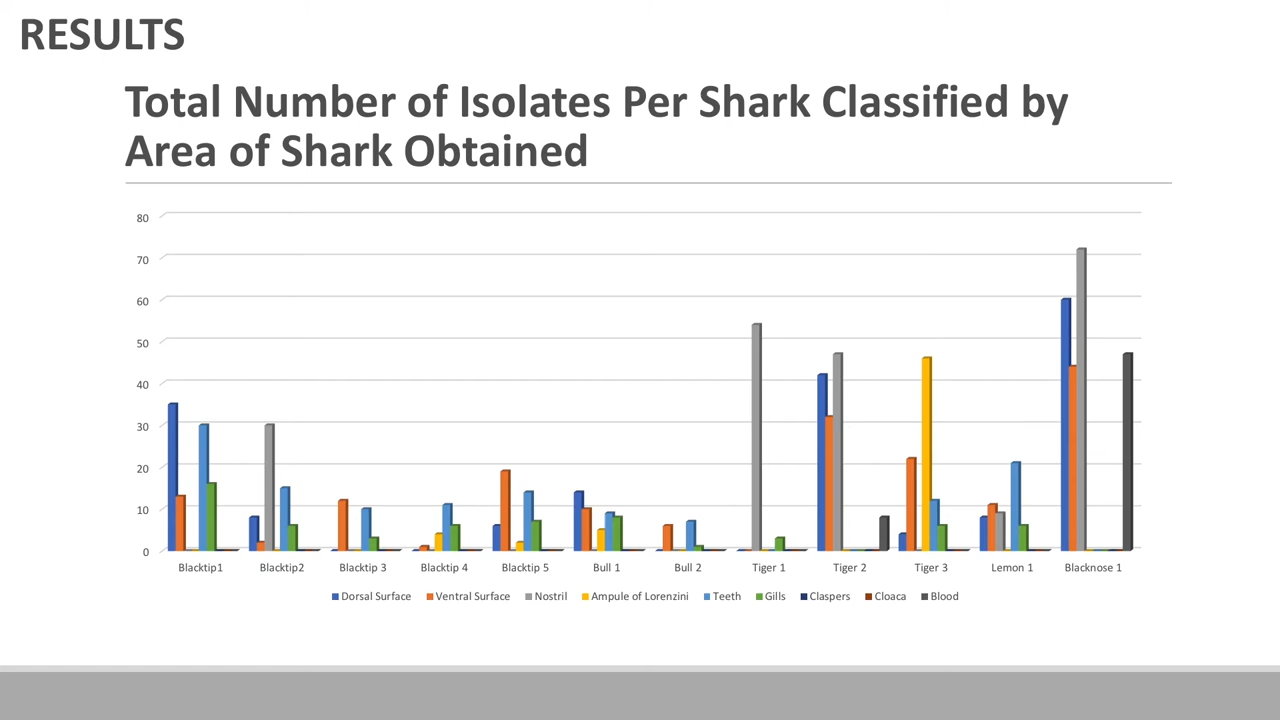 RESULTS
Total Number of Isolates Per Shark Classified by
Area of Shark Obtained
80
70
60
50
40
30
20
10
0
Blacktip1 Blacktip2 Blacktip 3 Blacktip 4 Blacktip 5 Bull 1 Bull 2 Tiger 1 Tiger 2 Tiger 3 Lemon 1 Blacknose 1
Dorsal Surface Ventral Surface Nostril Ampule of Lorenzini Teeth Gills Claspers Cloaca Blood